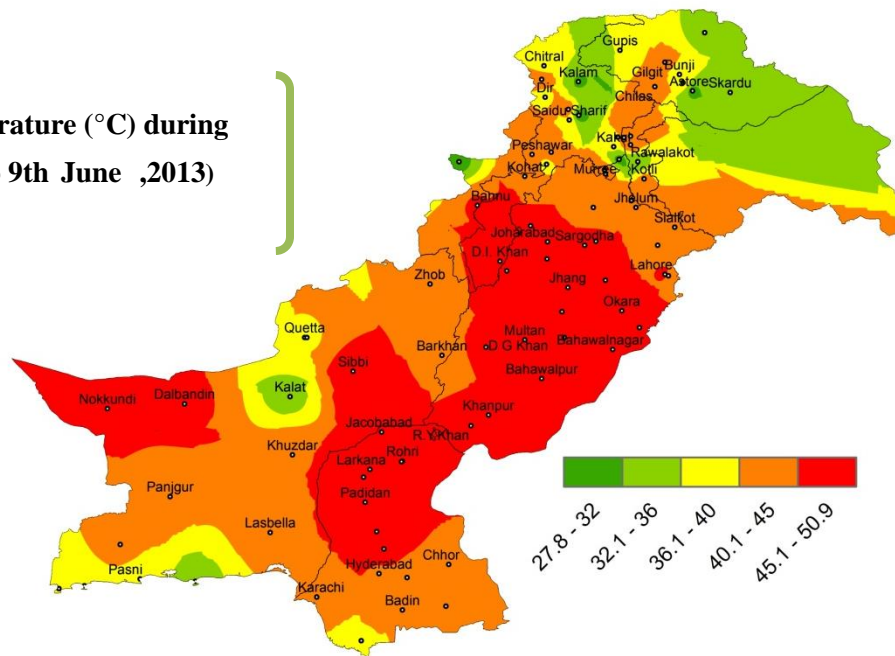 rature (°C) during
9th June ,2013)
Gupis
Chitral
Bunji
Kalam
Gilgit
Astore
Skardu
Dir
Chilas
Saidu Sharif
Kakul
Peshawar
Rawalakot
Kohat
Murree
Kotli
Bannu
Jhelum
Sialkot
Joharabad
Sargodha
D.I. Khan
Lahore
Zhob
Jhang
Okara
Quetta
Multan
Barkhan
D G Khan
Bahawalnagar
Sibbi
Bahawalpur
Kalat
Nokkundi
Dalbandin
Khanpur
Jacobabad
R.Y.Khan
Khuzdar
Rohri
Larkana
Panjgur
Padidan
Lasbella
Chhor
Pasni
Hyderabad
Karachi
Badin
27.8 - 32
32.1 - 36
36.1 - 40
40.1 - 45
45.1 - 50.9